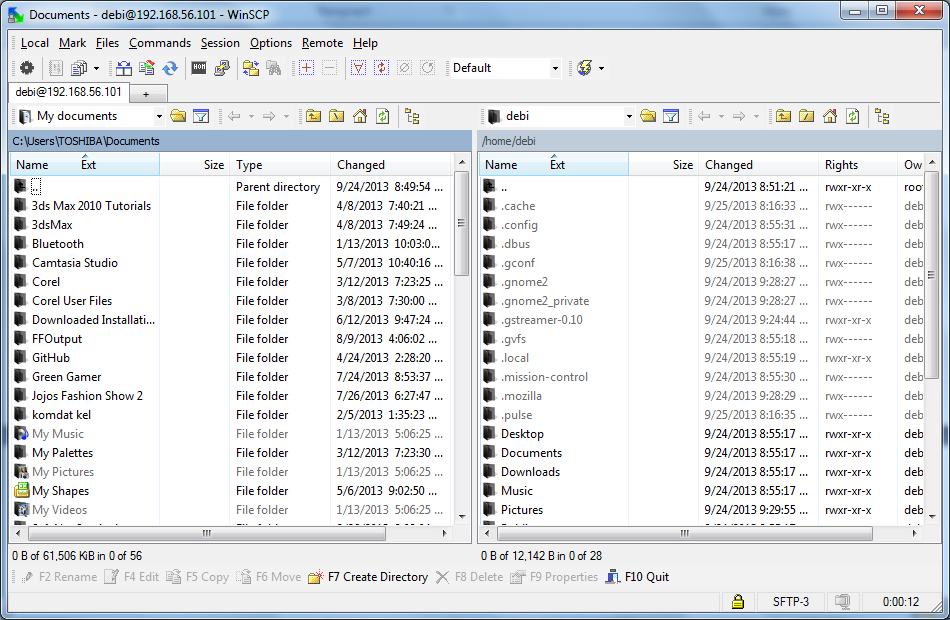 Documents - debi@192.168.56.101 - WinSCP
Local Mark Files Commands Session Options Remote Help
Default
debi@192.168.56.101 +
My documents
debi
C:\Users\TOSHIBA\Documents
/home/debi
Name Ext Size Type Changed
Name Ext Size Changed Rights Ow
.. Parent directory 9/24/2013 8:49:54 ...
3ds Max 2010 Tutorials File folder 4/8/2013 7:40:21 ...
3dsMax File folder 4/8/2013 7:49:24 ...
Bluetooth File folder 1/13/2013 10:03:0...
Camtasia Studio File folder 5/7/2013 10:40:16 ...
Corel File folder 3/12/2013 7:23:25 ...
Corel User Files File folder 3/8/2013 7:30:00 ...
Downloaded Installati... File folder 6/12/2013 9:47:24 ...
FFOutput File folder 8/9/2013 4:06:02 ...
GitHub File folder 4/24/2013 2:28:20 ...
Green Gamer File folder 7/24/2013 8:53:37 ...
Jojos Fashion Show 2 File folder 7/26/2013 6:27:47 ...
komdat kel File folder 2/5/2013 1:35:23 ...
My Music File folder 1/13/2013 5:06:25 ...
My Palettes File folder 3/12/2013 7:23:30 ...
My Pictures File folder 1/13/2013 5:06:25 ...
My Shapes File folder 5/6/2013 9:02:50 ...
My Videos File folder 1/13/2013 5:06:25 ...
.. 9/24/2013 8:51:21 ... rwxr-xr-x roo
.cache 9/25/2013 8:16:33 ... rwx------ deb
.config 9/24/2013 8:55:31 ... rwx------ deb
.dbus 9/24/2013 8:55:17 ... rwx------ deb
.gconf 9/25/2013 8:16:38 ... rwx------ deb
.gnome2 9/24/2013 9:28:27 ... rwx------ deb
.gnome2_private 9/24/2013 9:28:27 ... rwx------ deb
.gstreamer-0.10 9/24/2013 9:24:44 ... rwxr-xr-x deb
.gvfs 9/24/2013 8:55:18 ... rwx------ deb
.local 9/24/2013 8:55:19 ... rwxr-xr-x deb
.mission-control 9/24/2013 8:55:30 ... rwx------ deb
.mozilla 9/24/2013 9:28:29 ... rwx------ deb
.pulse 9/25/2013 8:16:35 ... rwx------ deb
Desktop 9/24/2013 8:55:17 ... rwxr-xr-x deb
Documents 9/24/2013 8:55:17 ... rwxr-xr-x deb
Downloads 9/24/2013 8:55:17 ... rwxr-xr-x deb
Music 9/24/2013 8:55:17 ... rwxr-xr-x deb
Pictures 9/24/2013 9:29:55 ... rwxr-xr-x deb
0 B of 61,506 KiB in 0 of 56
0 B of 12,142 B in 0 of 28
F2 Rename F4 Edit F5 Copy F6 Move F7 Create Directory F8 Delete F9 Properties F10 Quit
SFTP-3 0:00:12